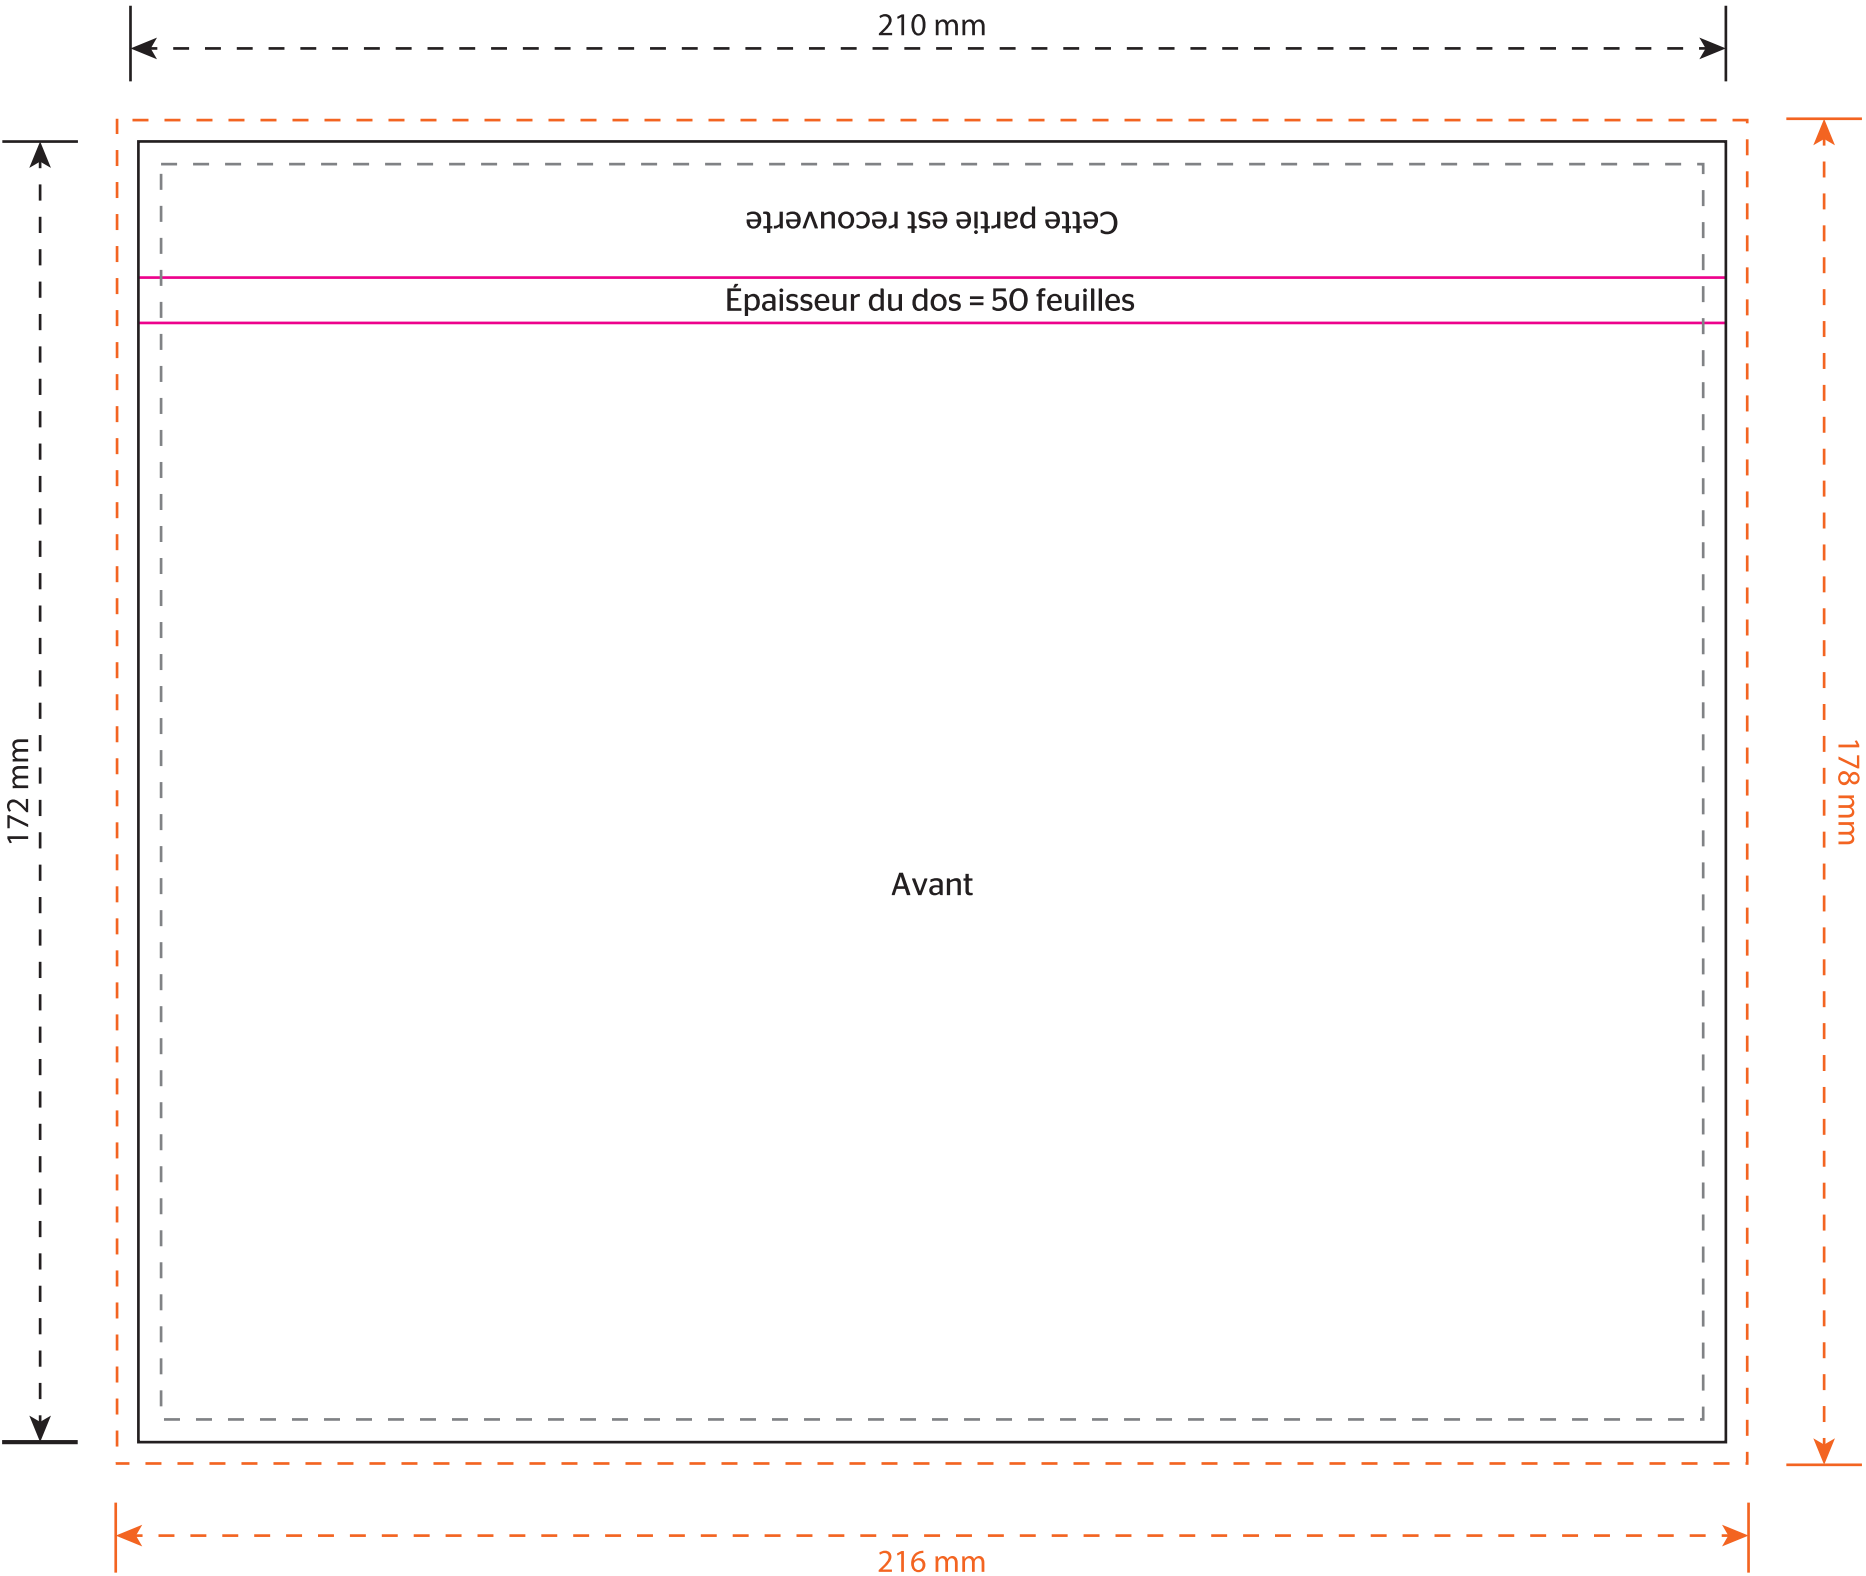 210 mm
Cette partie est recouverte
Épaisseur du dos = 50 feuilles
172 mm
178 mm
Avant
216 mm